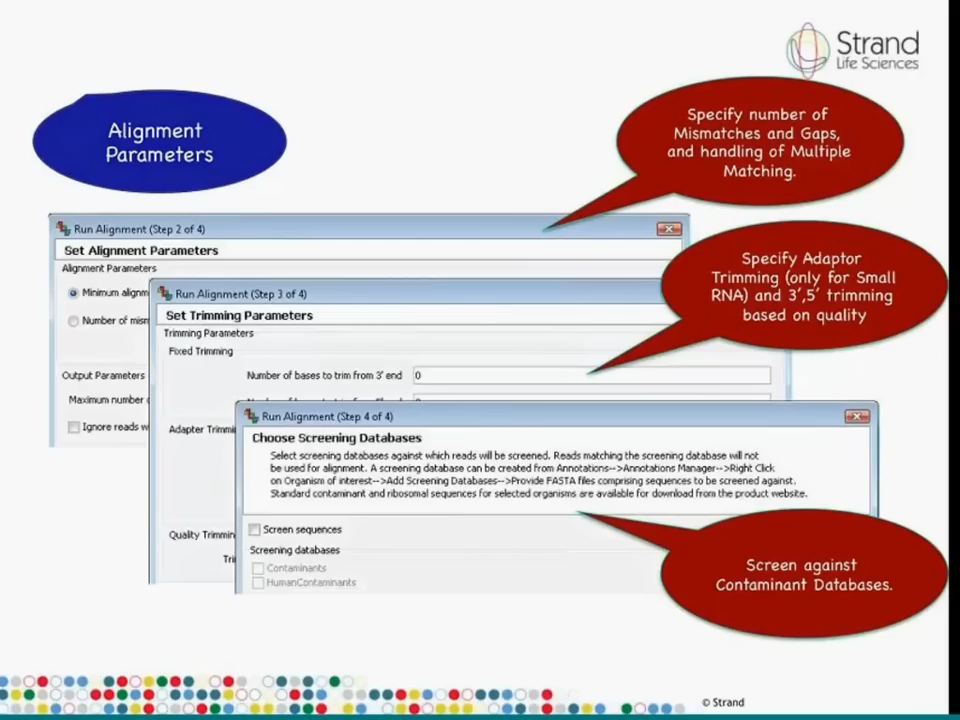 Strand
Life Sciences
Alignment
Parameters
Specify number of
Mismatches and Gaps,
and handling of Multiple
Matching.
Run Alignment (Step 2 of 4)
Set Alignment Parameters
Alignment Parameters
Minimum alignm
Number of mism
Output Parameters
Maximum number o
Ignore reads w
Specify Adaptor
Trimming (only for Small
RNA) and 3',5' trimming
based on quality
Run Alignment (Step 3 of 4)
Set Trimming Parameters
Trimming Parameters
Fixed Trimming
Number of bases to trim from 3' end 0
Adapter Trimmi
Quality Trimmin
Tri
Run Alignment (Step 4 of 4)
Choose Screening Databases
Select screening databases against which reads will be screened. Reads matching the screening database will not
be used for alignment. A screening database can be created from Annotations-->Annotations Manager-->Right Click
on Organism of interest-->Add Screening Databases-->Provide FASTA files comprising sequences to be screened against.
Standard contaminant and ribosomal sequences for selected organisms are available for download from the product website.
Screen sequences
Screening databases
Contaminants
HumanContaminants
Screen against
Contaminant Databases.
© Strand